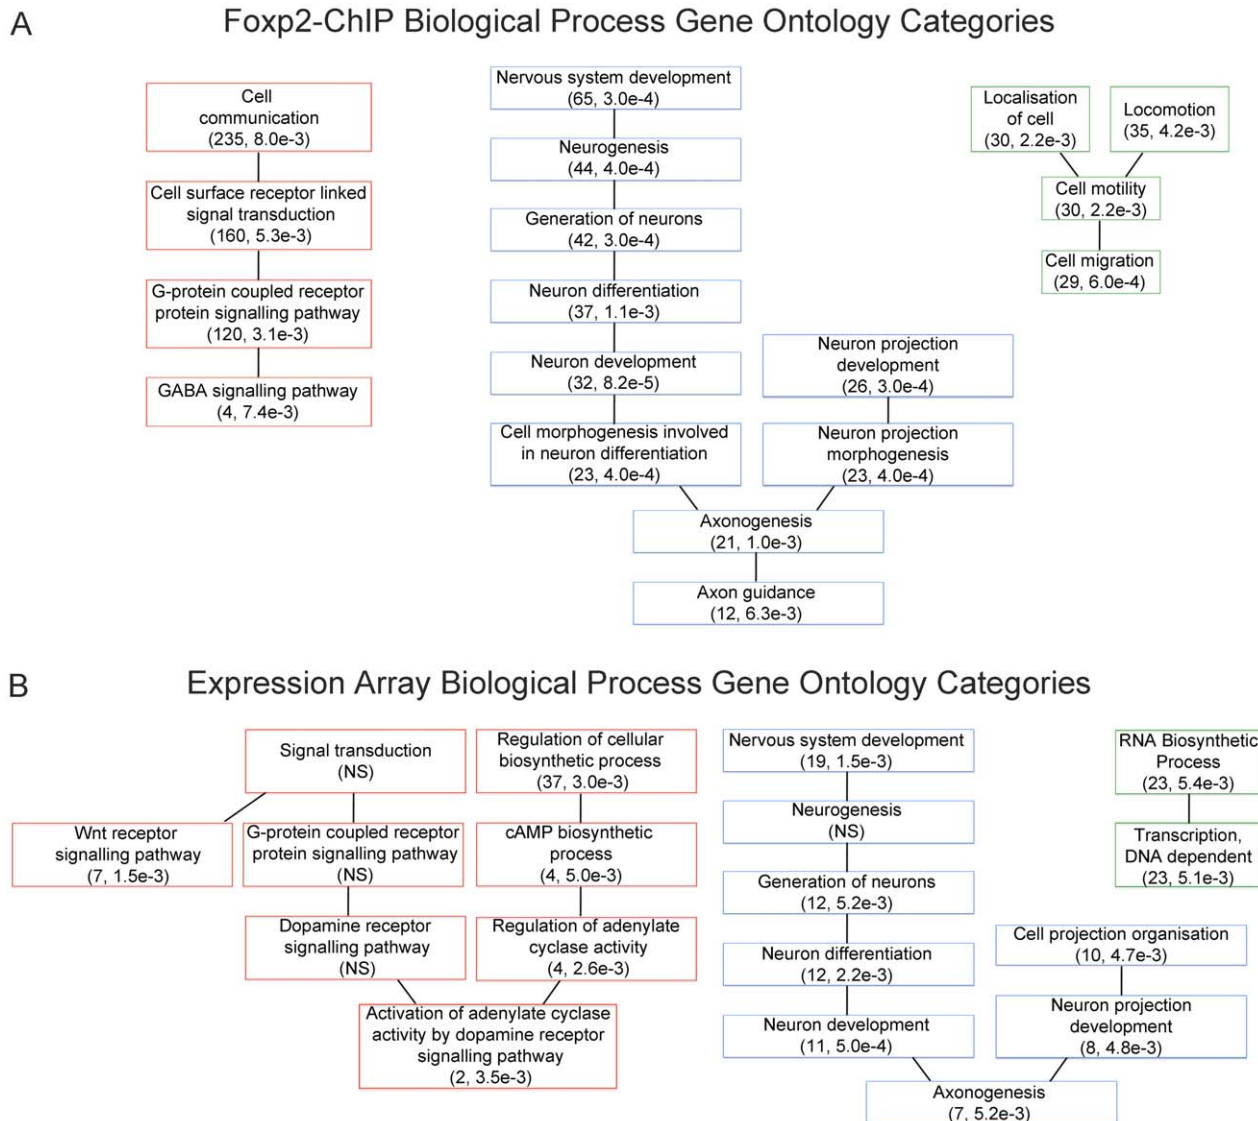 A
Foxp2-ChIP Biological Process Gene Ontology Categories
Cell
communication
(235, 8.0e-3)
Cell surface receptor linked
signal transduction
(160, 5.3e-3)
G-protein coupled receptor
protein signalling pathway
(120, 3.1e-3)
GABA signalling pathway
(4, 7.4e-3)
Nervous system development
(65, 3.0e-4)
Neurogenesis
(44, 4.0e-4)
Generation of neurons
(42, 3.0e-4)
Neuron differentiation
(37, 1.1e-3)
Neuron development
(32, 8.2e-5)
Cell morphogenesis involved
in neuron differentiation
(23, 4.0e-4)
Neuron projection
development
(26, 3.0e-4)
Neuron projection
morphogenesis
(23, 4.0e-4)
Axonogenesis
(21, 1.0e-3)
Axon guidance
(12, 6.3e-3)
Localisation
of cell
(30, 2.2e-3)
Locomotion
(35, 4.2e-3)
Cell motility
(30, 2.2e-3)
Cell migration
(29, 6.0e-4)
B
Expression Array Biological Process Gene Ontology Categories
Signal transduction
(NS)
Wnt receptor
signalling pathway
(7, 1.5e-3)
G-protein coupled receptor
protein signalling pathway
(NS)
Dopamine receptor
signalling pathway
(NS)
Regulation of cellular
biosynthetic process
(37, 3.0e-3)
cAMP biosynthetic
process
(4, 5.0e-3)
Regulation of adenylate
cyclase activity
(4, 2.6e-3)
Activation of adenylate cyclase
activity by dopamine receptor
signalling pathway
(2, 3.5e-3)
Nervous system development
(19, 1.5e-3)
Neurogenesis
(NS)
Generation of neurons
(12, 5.2e-3)
Neuron differentiation
(12, 2.2e-3)
Neuron development
(11, 5.0e-4)
Cell projection organisation
(10, 4.7e-3)
Neuron projection
development
(8, 4.8e-3)
Axonogenesis
(7, 5.2e-3)
RNA Biosynthetic
Process
(23, 5.4e-3)
Transcription,
DNA dependent
(23, 5.1e-3)